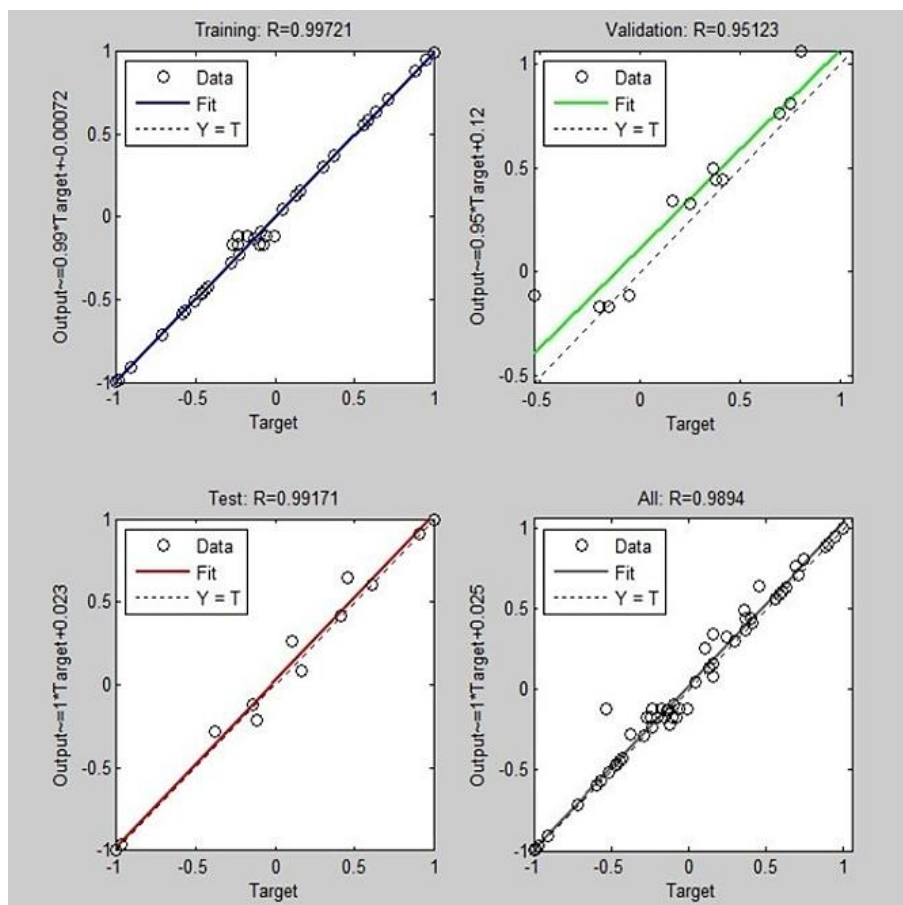 Training: R=0.99721
Output~=0.99*Target+-0.00072
1
0.5
0
-0.5
-1
Data
Fit
Y = T
-1
-0.5
0
0.5
1
Target
Validation: R=0.95123
Output~=0.95*Target+0.12
1
0.5
0
-0.5
Data
Fit
Y = T
-0.5
0
0.5
1
Target
Test: R=0.99171
Output~=1*Target+0.023
1
0.5
0
-0.5
-1
Data
Fit
Y = T
-1
-0.5
0
0.5
1
Target
All: R=0.9894
Output~=1*Target+0.025
1
0.5
0
-0.5
-1
Data
Fit
Y = T
-1
-0.5
0
0.5
1
Target